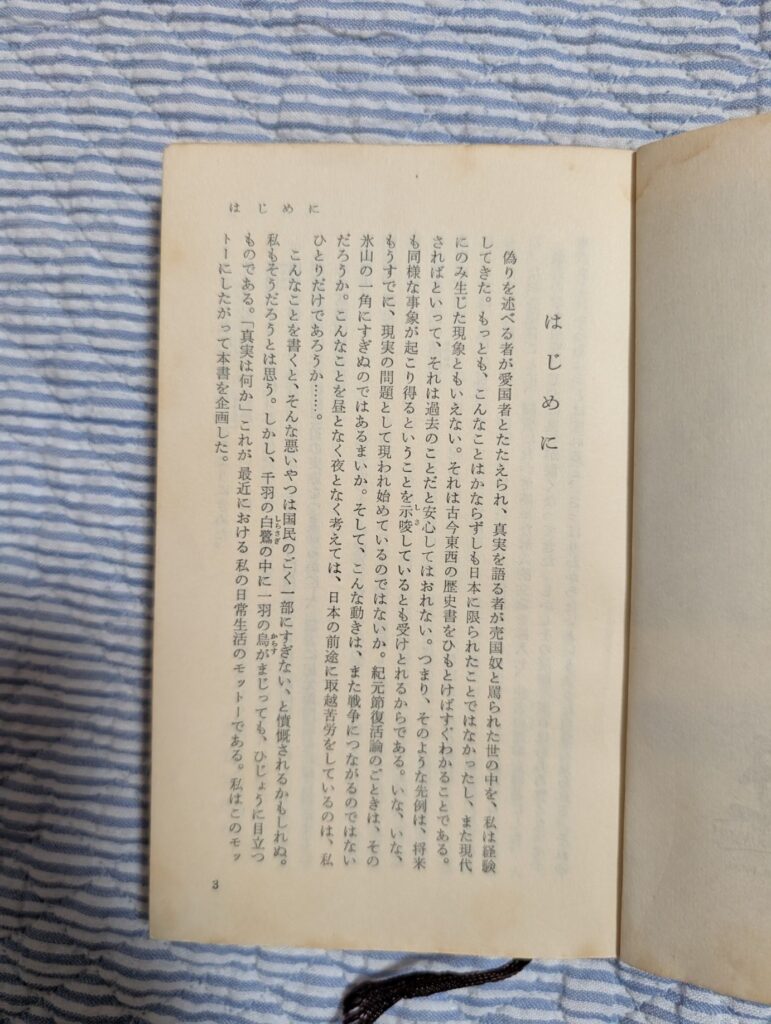 はじめに
はじめに
偽りを述べる者が愛国者とたたえられ、真実を語る者が売国奴と罵られた世の中を、私は経験
してきた。もっとも、こんなことはかならずしも日本に限られたことではなかったし、また現代
にのみ生じた現象ともいえない。それは古今東西の歴史書をひもとけばすぐわかることである。
さればといって、それは過去のことだと安心してはおれない。つまり、そのような先例は、将来
も同様な事象が起こり得るということを示唆しているとも受けとれるからである。いな、いな、
もうすでに、現実の問題として現われ始めているのではないか。紀元節復活論のごときは、その
氷山の一角にすぎぬのではあるまいか。そして、こんな動きは、また戦争につながるのではない
だろうか。こんなことを昼となく夜となく考えては、日本の前途に取越苦労をしているのは、私
ひとりだけであろうか……。
こんなことを書くと、そんな悪いやつは国民のごく一部にすぎない、と憤慨されるかもしれぬ。
私もそうだろうとは思う。しかし、千羽の白鷺の中に一羽の烏がまじっても、ひじょうに目立つ
ものである。「真実は何か」これが最近における私の日常生活のモットーである。私はこのモッ
トーにしたがって本書を企画した。
3